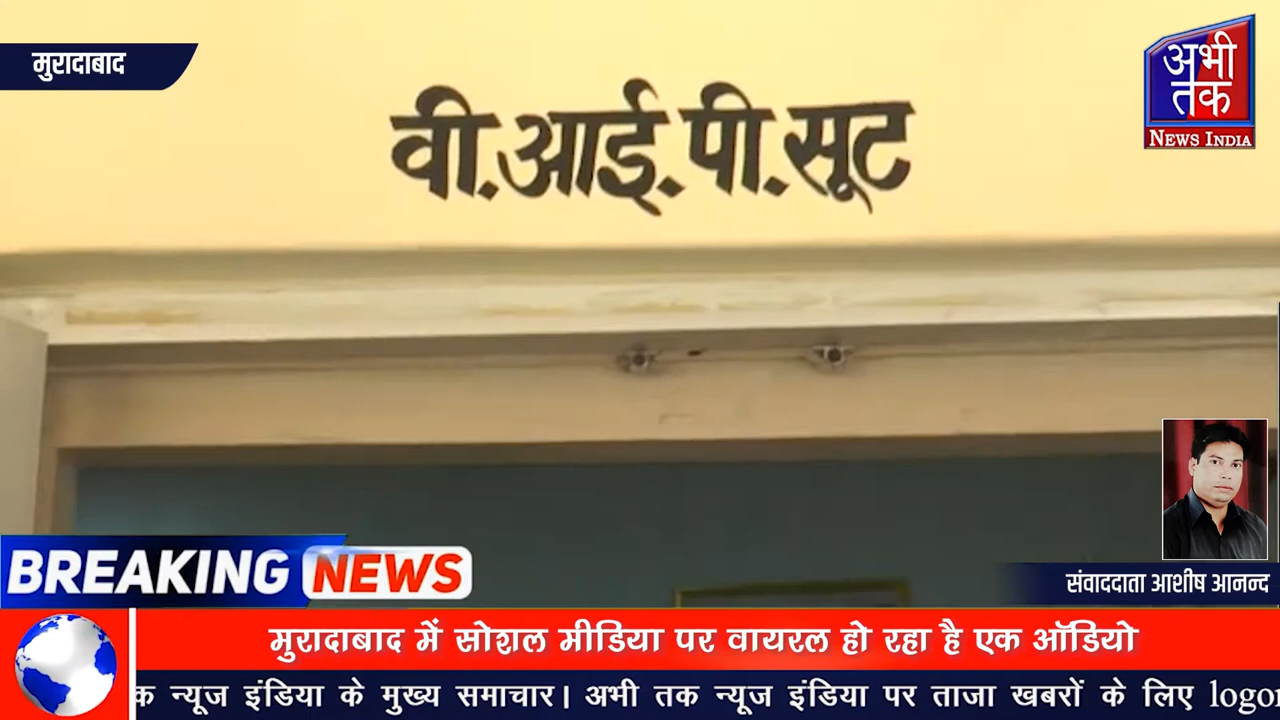 मुरादाबाद
अभी
तक
NEWS INDIA
वी.आई.पी.सूट
BREAKING NEWS
संवाददाता आशीष आनन्द
मुरादाबाद में सोशल मीडिया पर वायरल हो रहा है एक ऑडियो
क न्यूज इंडिया के मुख्य समाचार। अभी तक न्यूज इंडिया पर ताजा खबरों के लिए logo